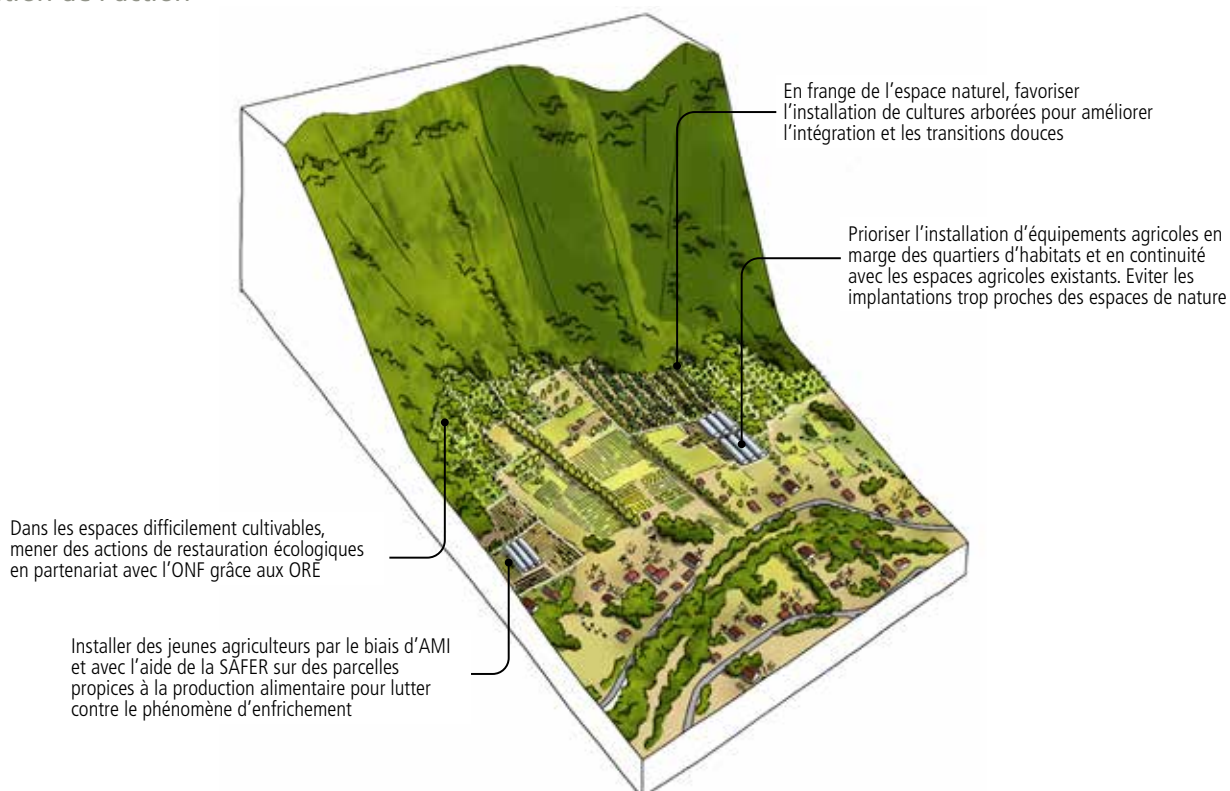 En frange de l'espace naturel, favoriser
l'installation de cultures arborées pour améliorer
l'intégration et les transitions douces
Prioriser l'installation d'équipements agricoles en
marge des quartiers d'habitats et en continuité
avec les espaces agricoles existants. Eviter les
implantations trop proches des espaces de nature
Dans les espaces difficilement cultivables,
mener des actions de restauration écologiques
en partenariat avec l'ONF grâce aux ORE
Installer des jeunes agriculteurs par le biais d'AMI
et avec l'aide de la SAFER sur des parcelles
propices à la production alimentaire pour lutter
contre le phénomène d'enfrichement